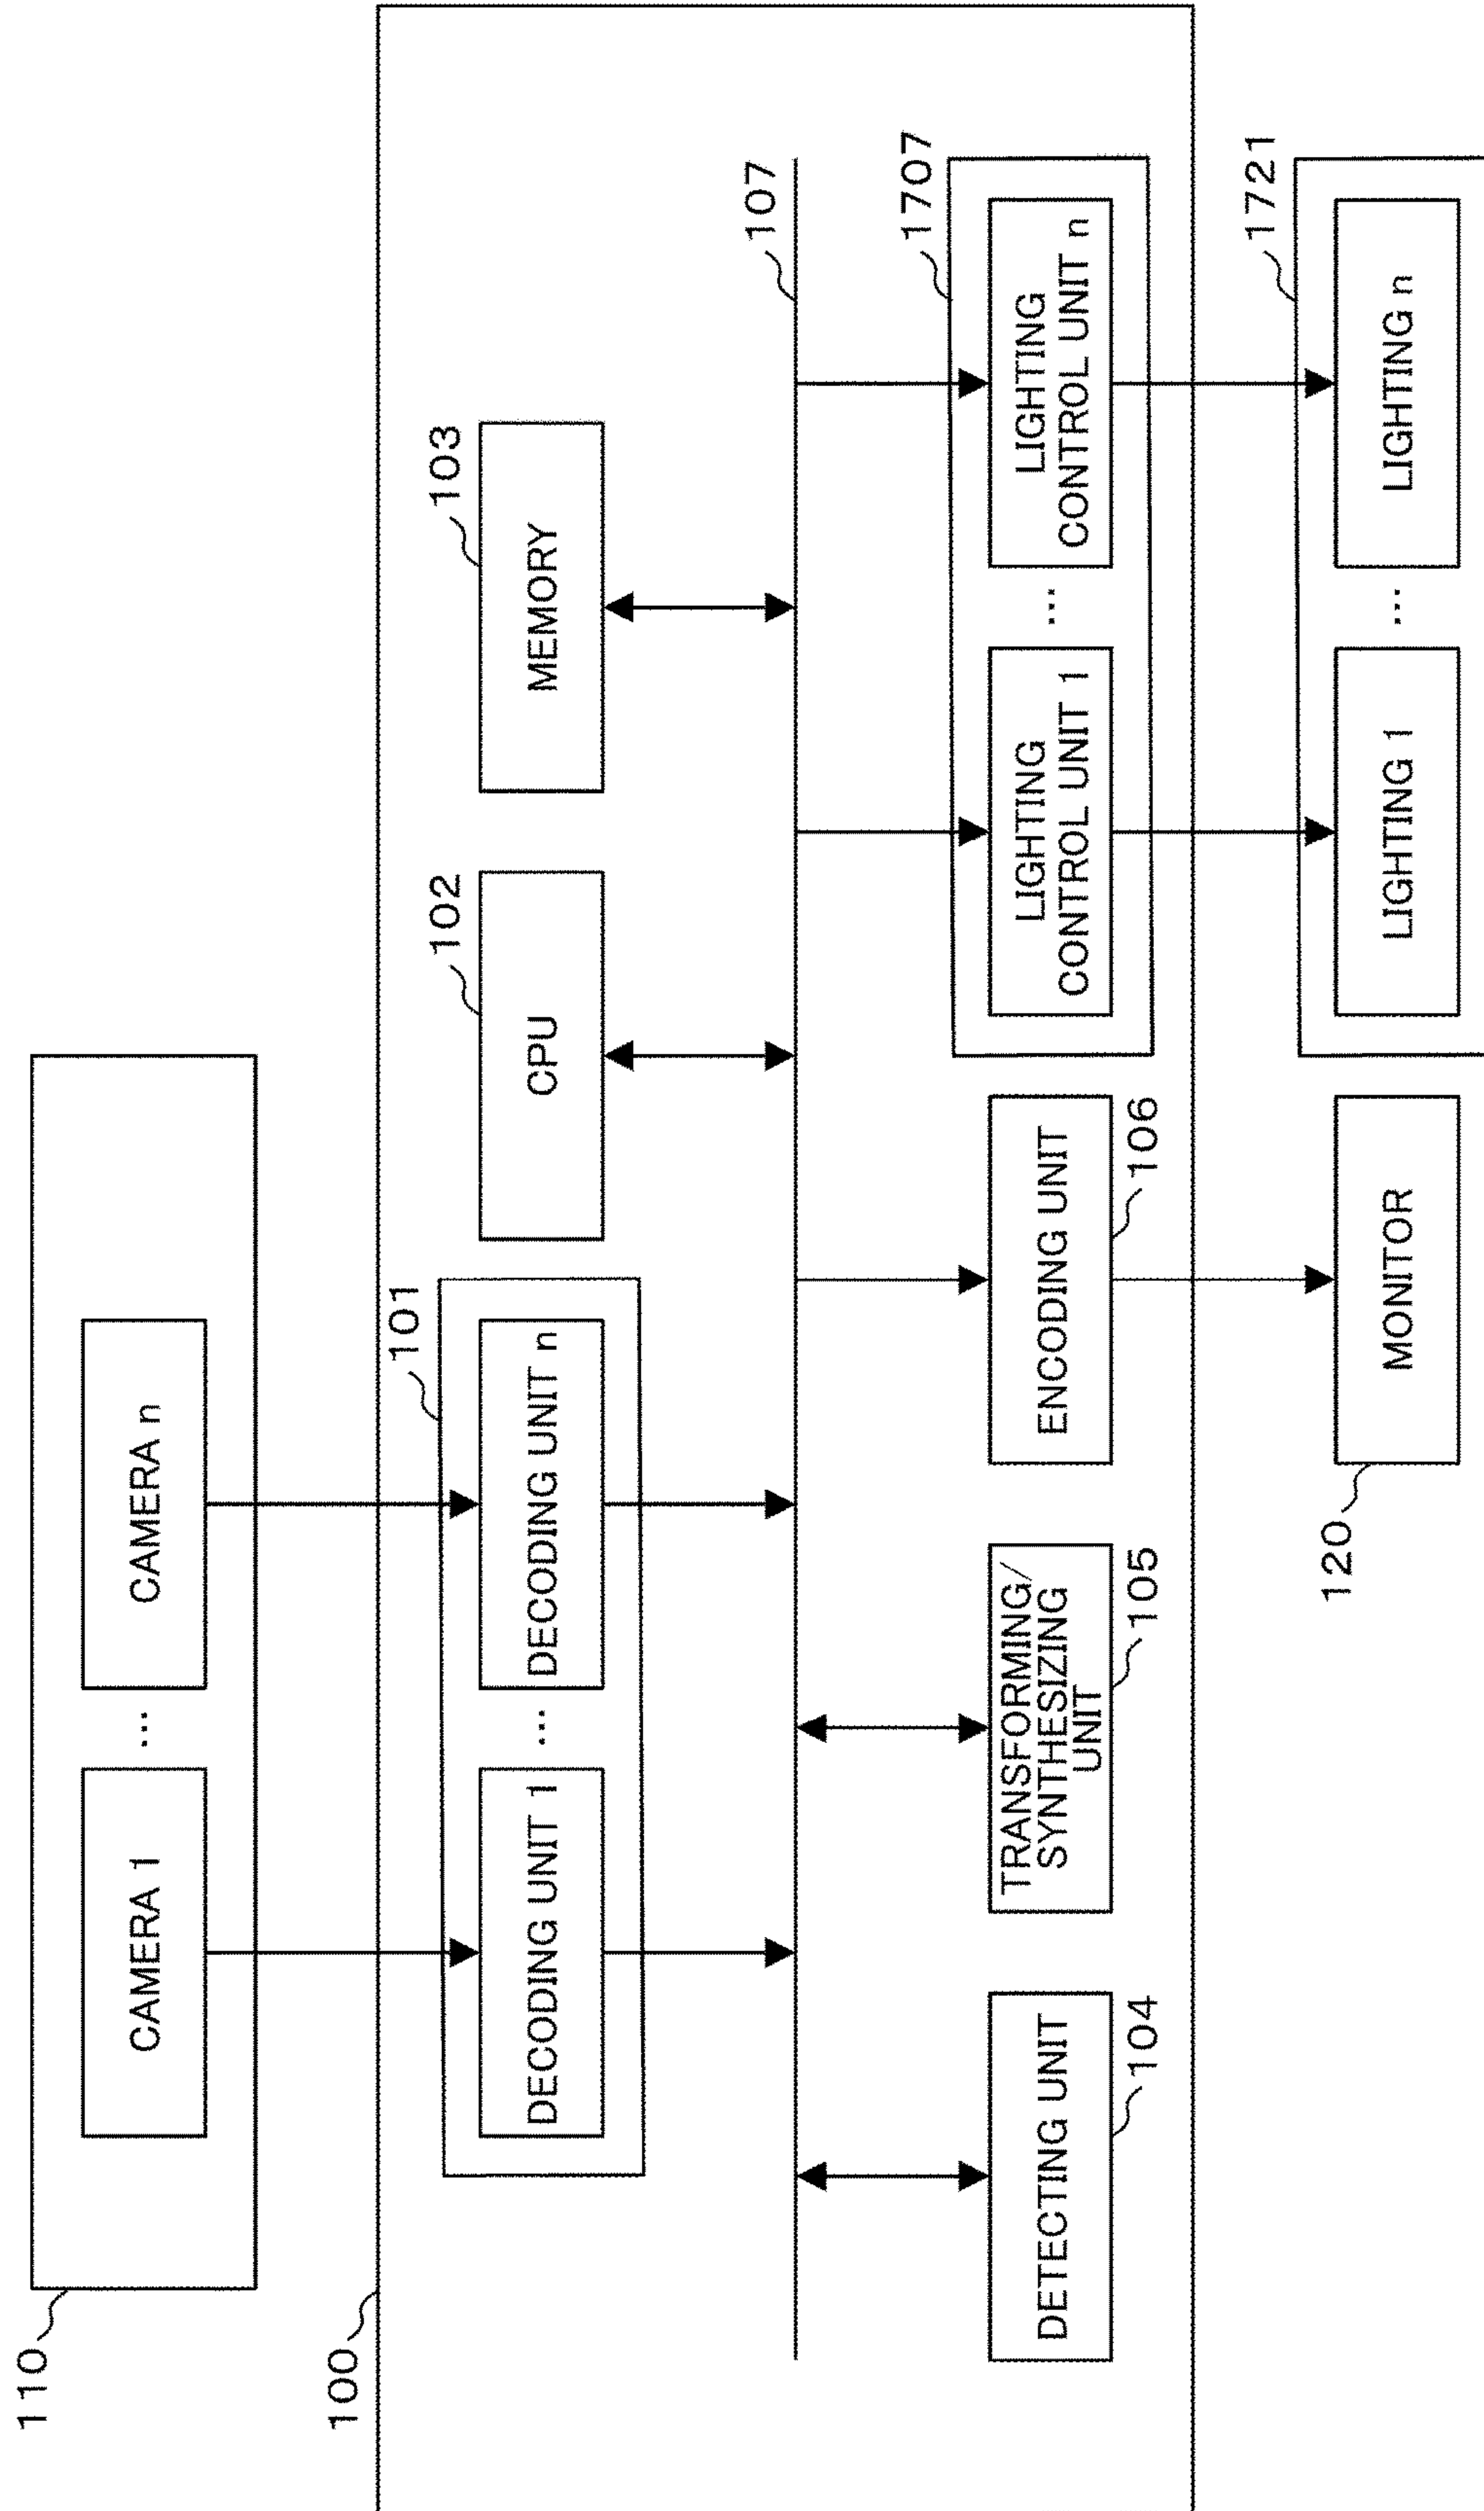 110
CAMERA 1
...
CAMERA n
100
101
DECODING UNIT 1
...
DECODING UNIT n
102
CPU
103
MEMORY
107
DETECTING UNIT
104
TRANSFORMING/
SYNTHESIZING
UNIT
105
ENCODING UNIT
106
1707
LIGHTING
CONTROL UNIT 1
...
LIGHTING
CONTROL UNIT n
120
MONITOR
1721
LIGHTING 1
...
LIGHTING n